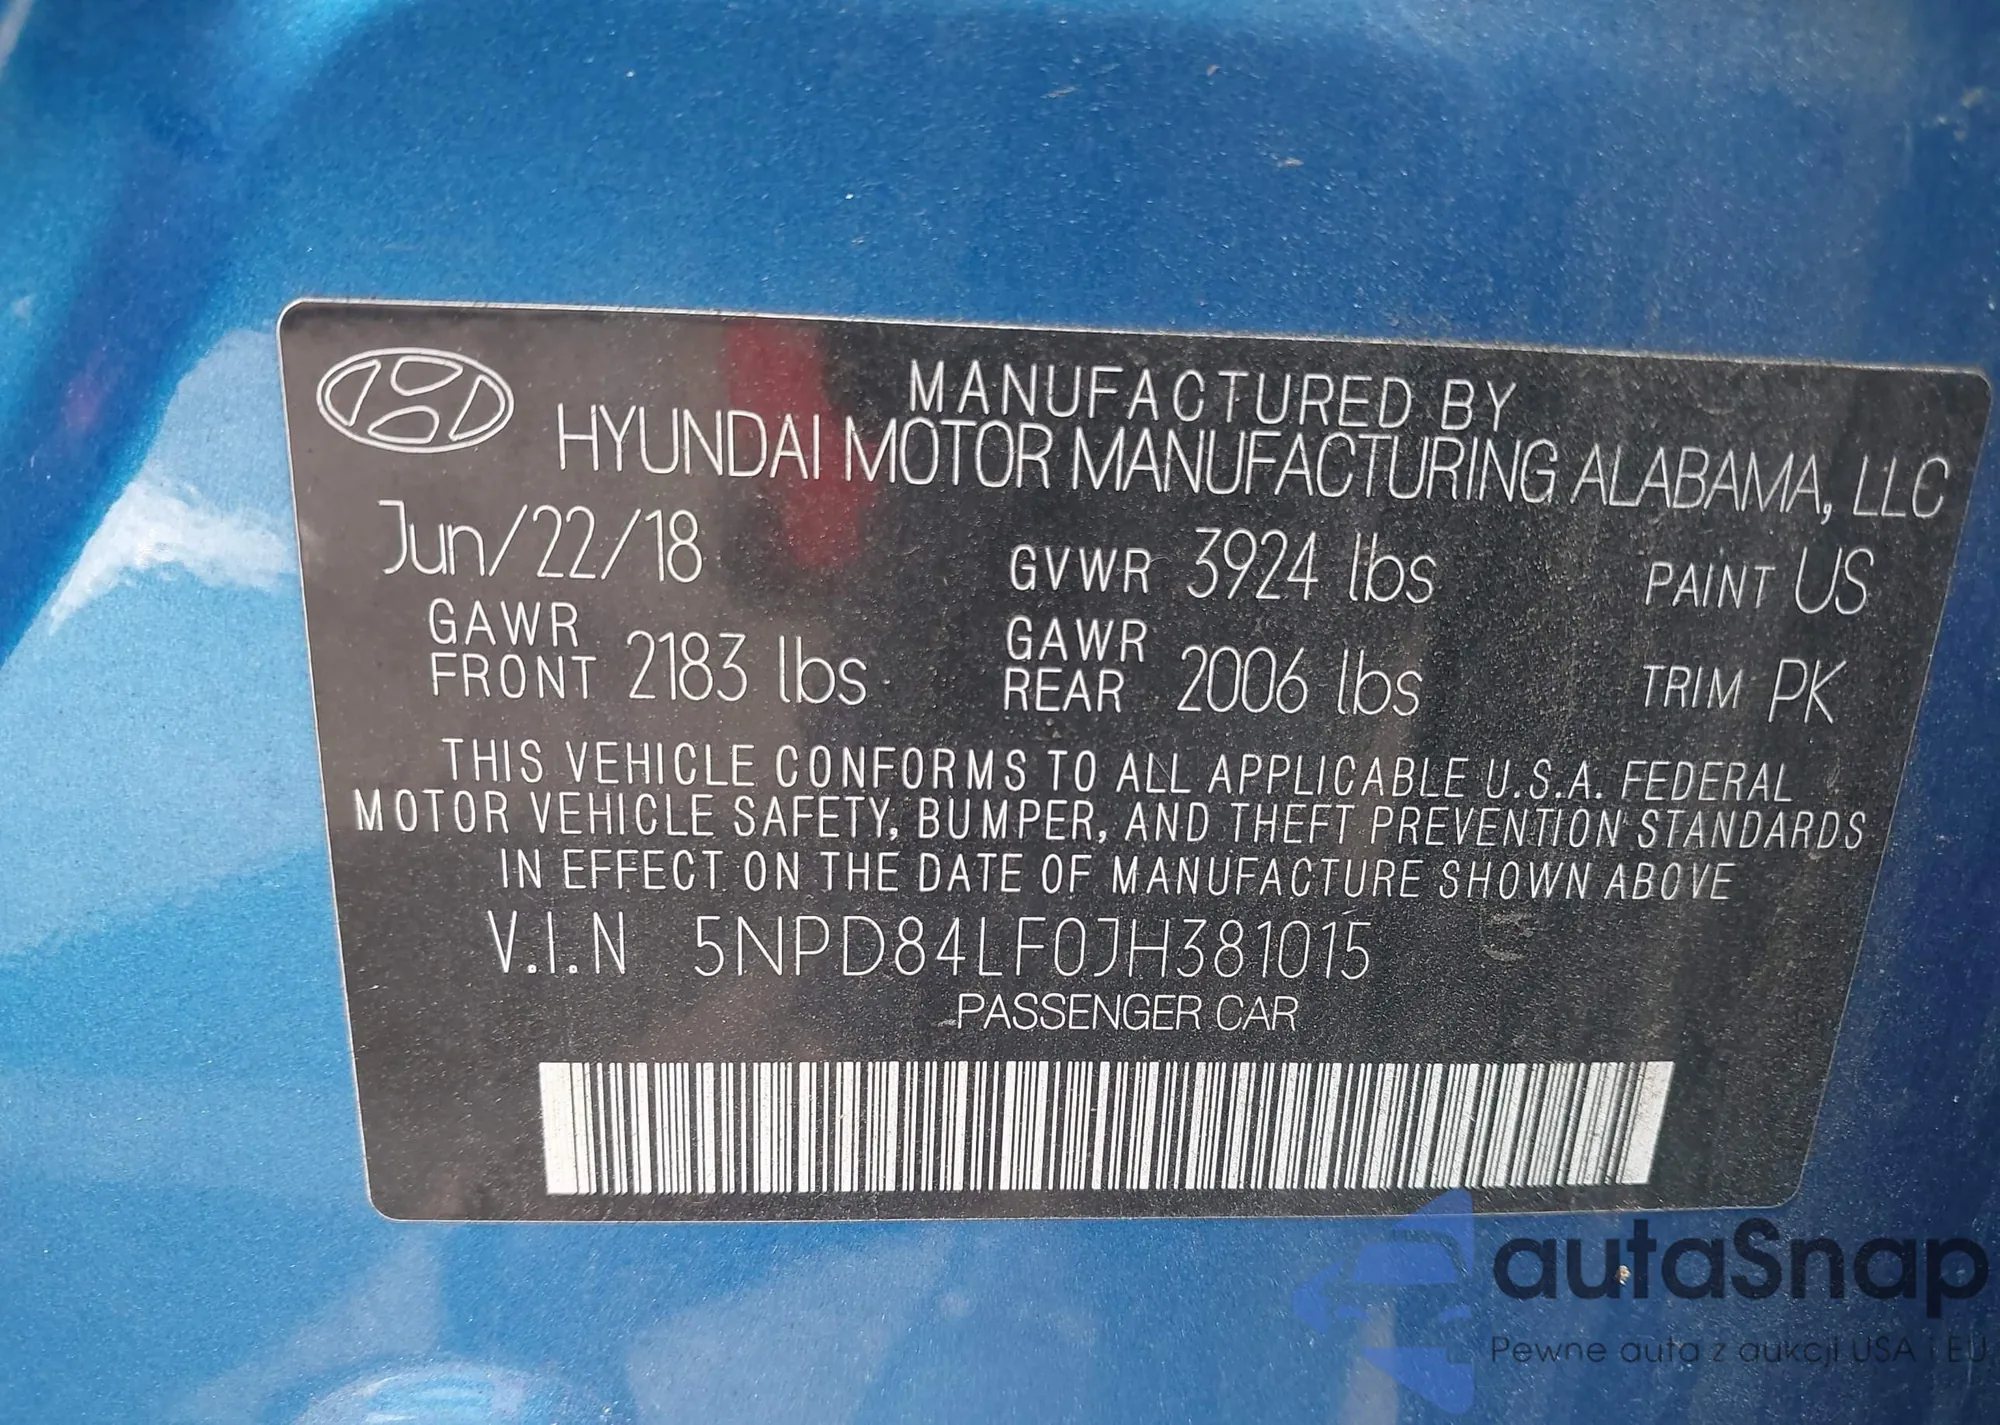 MANUFACTURED BY
HYUNDAI MOTOR MANUFACTURING ALABAMA, LLC
Jun/22/18 GVWR 3924 lbs PAINT US
GAWR FRONT 2183 lbs GAWR REAR 2006 lbs TRIM PK
THIS VEHICLE CONFORMS TO ALL APPLICABLE U.S.A. FEDERAL
MOTOR VEHICLE SAFETY, BUMPER, AND THEFT PREVENTION STANDARDS
IN EFFECT ON THE DATE OF MANUFACTURE SHOWN ABOVE
V.I.N 5NPD84LF0JH381015
PASSENGER CAR
autaSnap
Pewne auta z aukcji USA i EU